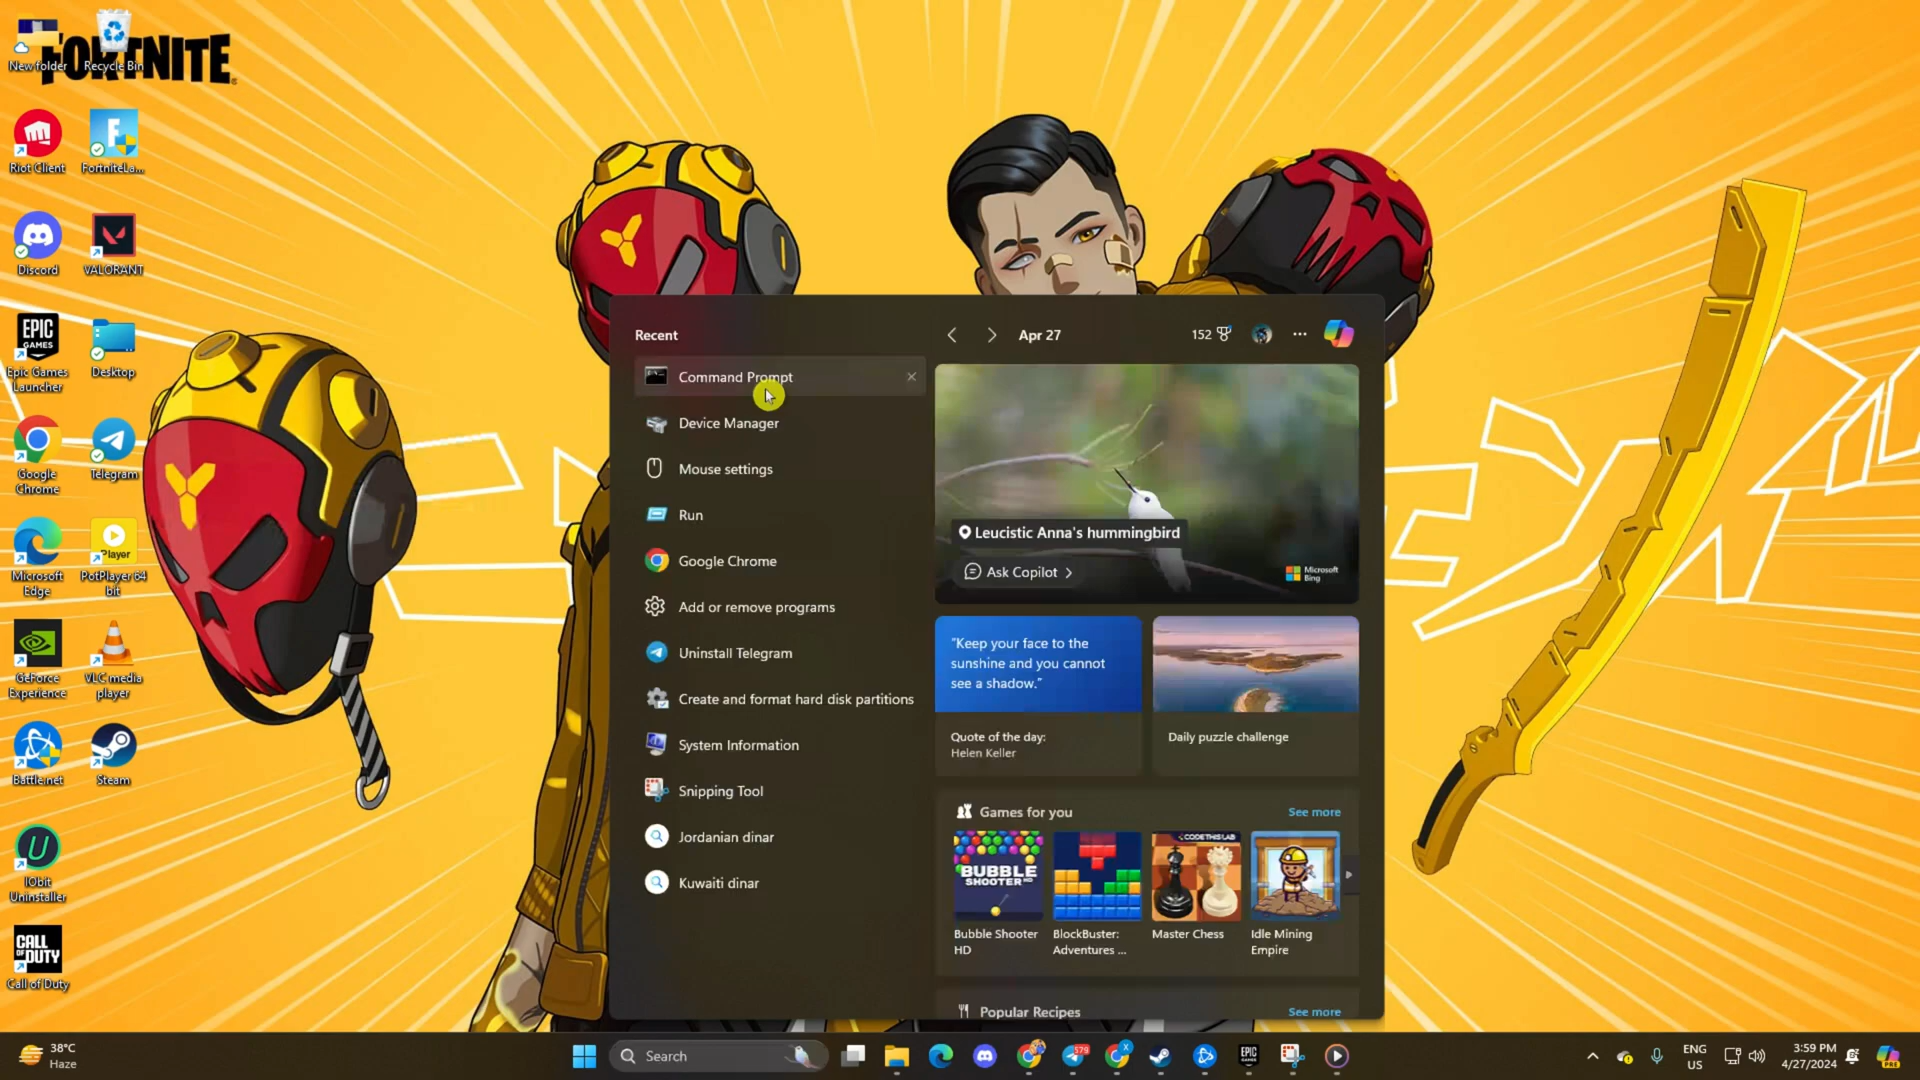 FORTNITE
New folder
Recycle Bin
Riot Client
FortniteLa...
Discord
VALORANT
EPIC
GAMES
Epic Games
Launcher
Desktop
Google
Chrome
Telegram
Microsoft
Edge
Player
PotPlayer 64
bit
GeForce
Experience
VLC media
player
Battle.net
Steam
IObit
Uninstaller
CALL OF
DUTY
Call of Duty
Recent
Command Prompt
Device Manager
Mouse settings
Run
Google Chrome
Add or remove programs
Uninstall Telegram
Create and format hard disk partitions
System Information
Snipping Tool
Jordanian dinar
Kuwaiti dinar
Apr 27
152
Leucistic Anna's hummingbird
Ask Copilot
Microsoft
Bing
"Keep your face to the
sunshine and you cannot
see a shadow."
Quote of the day:
Helen Keller
Daily puzzle challenge
Games for you
See more
BUBBLE
SHOOTER HD
CODETHISLAB
Bubble Shooter
HD
BlockBuster:
Adventures ...
Master Chess
Idle Mining
Empire
Popular Recipes
See more
38°C
Haze
Search
579
X
EPIC
GAMES
ENG
US
3:59 PM
4/27/2024
PRE